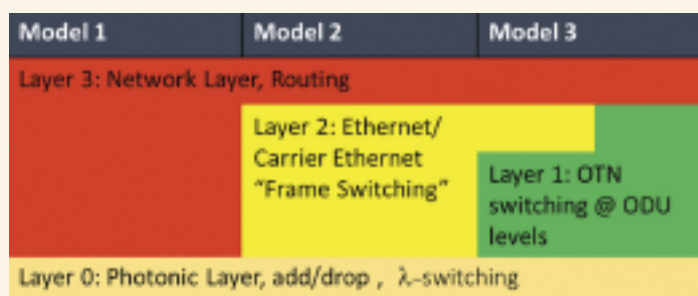 Model 1 Model 2 Model 3
Layer 3: Network Layer, Routing
Layer 2: Ethernet/
Carrier Ethernet
“Frame Switching”
Layer 1: OTN
switching @ ODU
levels
Layer 0: Photonic Layer, add/drop , λ-switching